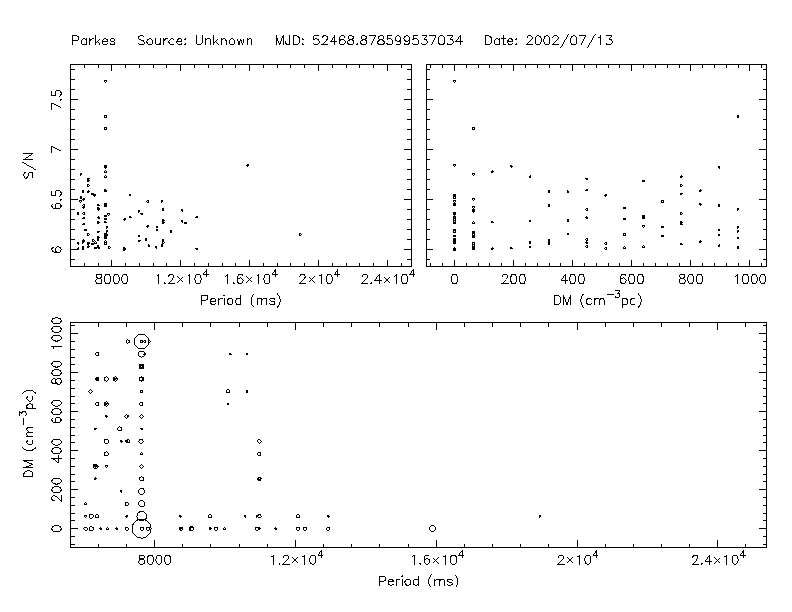 Parkes Source: Unknown MJD: 52468.878599537034 Date: 2002/07/13
7.5
7
6.5
6
S/N
8000 1.2×10⁴ 1.6×10⁴ 2×10⁴ 2.4×10⁴
Period (ms)
0 200 400 600 800 1000
DM (cm⁻³pc)
1000
800
600
400
200
0
DM (cm⁻³pc)
8000 1.2×10⁴ 1.6×10⁴ 2×10⁴ 2.4×10⁴
Period (ms)